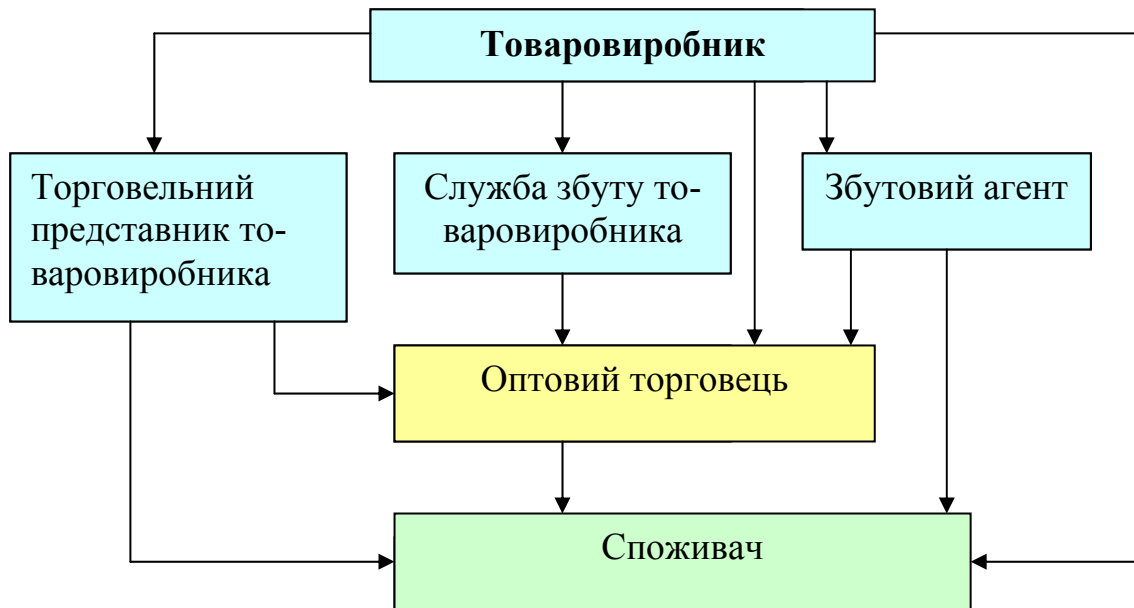 Товаровиробник
Торговельний
представник то-
варовиробника
Служба збуту то-
варовиробника
Збутовий агент
Оптовий торговець
Споживач